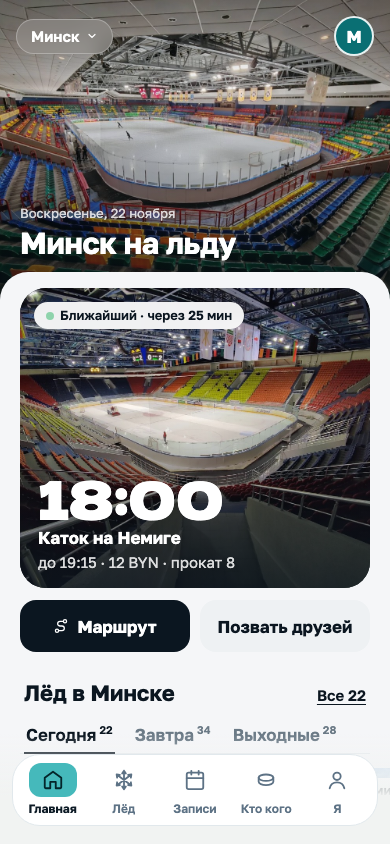 Минск
М
Воскресенье, 22 ноября
Минск на льду
Ближайший · через 25 мин
18:00
Каток на Немиге
до 19:15 · 12 BYN · прокат 8
Маршрут
Позвать друзей
Лёд в Минске
Все 22
Сегодня 22
Завтра 34
Выходные 28
Главная
Лёд
Записи
Кто кого
Я